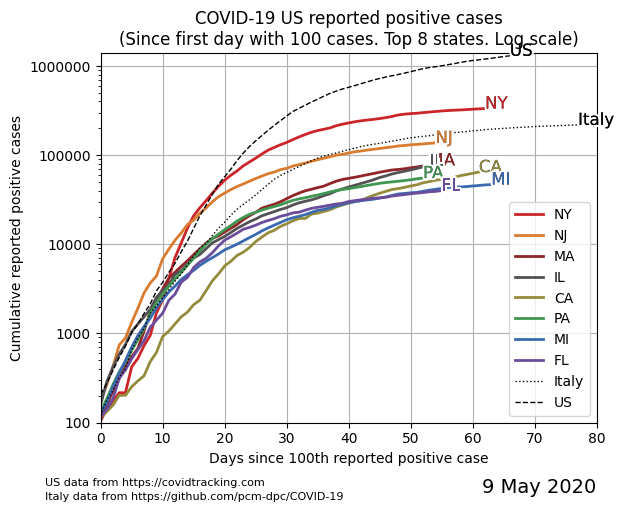 COVID-19 US reported positive cases
(Since first day with 100 cases. Top 8 states. Log scale)
US
1000000
NY
Italy
NJ
100000
IL
MA
CA
PA
MI
FL
10000
1000
100
Cumulative reported positive cases
NY
NJ
MA
IL
CA
PA
MI
FL
Italy
US
0 10 20 30 40 50 60 70 80
Days since 100th reported positive case
US data from https://covidtracking.com
Italy data from https://github.com/pcm-dpc/COVID-19
9 May 2020